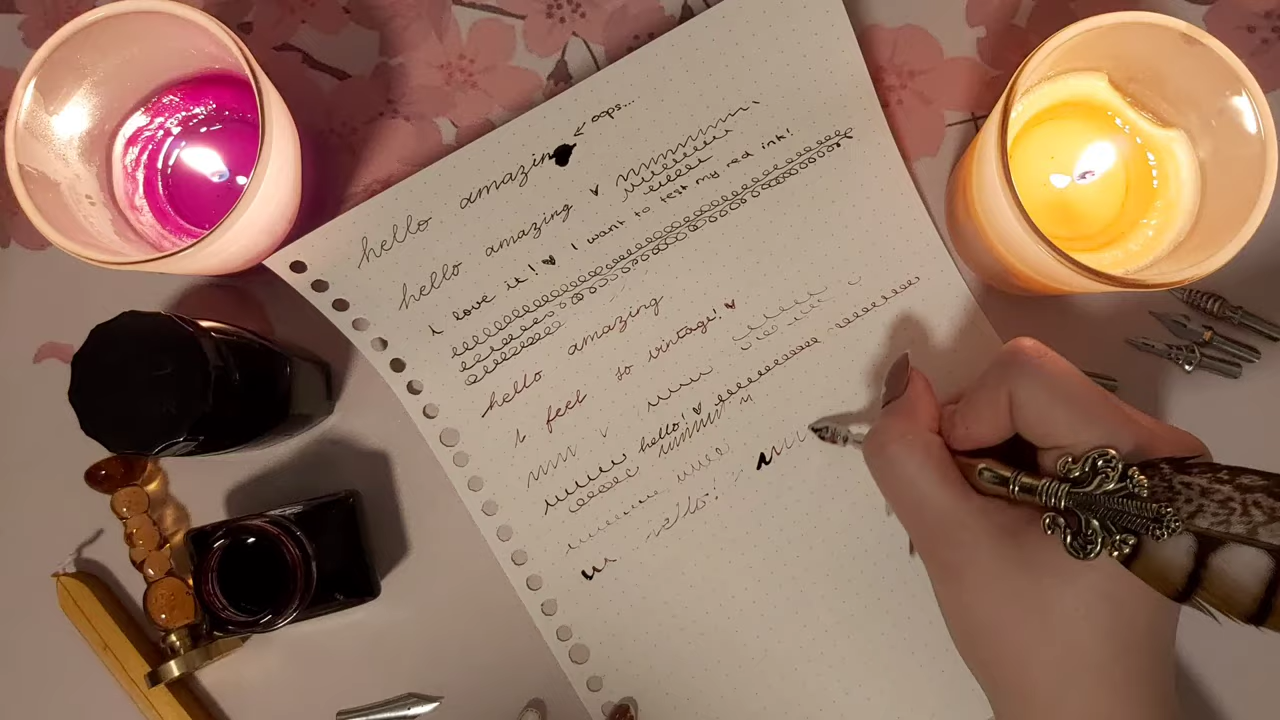 hello amazing ← oops...
hello amazing ♥
i love it! ♥ I want to test my red ink!
hello amazing
i feel so vintage! ♥
hello! ♥
hello!